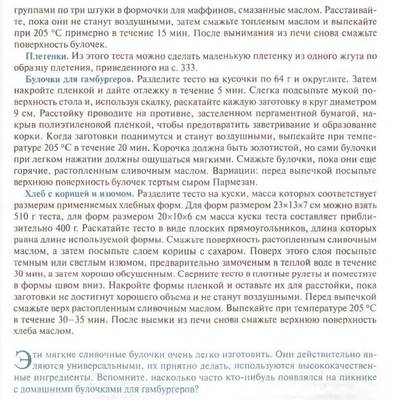 группами по три штуки в формочки для маффинов, смазанные маслом. Расстаивай-
те, пока они не станут воздушными, затем смажьте топленым маслом и выпекайте
при 205 °С примерно в течение 15 мин. После вынимания из печи снова смажьте
поверхность булочек.
Плетенки. Из этого теста можно сделать маленькую плетенку из одного жгута по
образцу плетения, приведенного на с. 333.
Булочки для гамбургеров. Разделите тесто на кусочки по 64 г и округлите. Затем
накройте пленкой и дайте отлежку в течение 5 мин. Слегка подсыпьте мукой по-
верхность стола и, используя скалку, раскатайте каждую заготовку в круг диаметром
9 см. Расстойку проводите на противне, застеленном пергаментной бумагой, на-
крыв полиэтиленовой пленкой, чтобы предотвратить заветривание и образование
корки. Когда заготовки поднимутся и станут воздушными, выпекайте при темпе-
ратуре 205 °С в течение 20 мин. Корочка должна быть золотистой, но сами булочки
при легком нажатии должны ощущаться мягкими. Смажьте булочки, пока они еще
горячие, растопленным сливочным маслом. Вариации: перед выпечкой посыпьте
верхнюю поверхность булочек тертым сыром Пармезан.
Хлеб с корицей и изюмом. Разделите тесто на куски, масса которых соответствует
размерам применяемых хлебных форм. Для форм размером 23×13×7 см можно взять
510 г теста, для форм размером 20×10×6 см масса куска теста составляет прибли-
зительно 400 г. Раскатайте тесто в виде плоских прямоугольников, длина которых
равна длине используемой формы. Смажьте поверхность растопленным сливочным
маслом, а затем посыпьте слоем корицы с сахаром. Поверх этого слоя посыпьте
темным или светлым изюмом, предварительно замоченным в теплой воде в течение
30 мин, а затем хорошо обсушенным. Сверните тесто в плотные рулеты и поместите
в формы швом вниз. Накройте формы пленкой и оставьте их для расстойки, пока
заготовки не достигнут хорошего объема и не станут воздушными. Перед выпечкой
смажьте верх растопленным сливочным маслом. Выпекайте при температуре 205 °С
в течение 30–35 мин. После выемки из печи снова смажьте верхнюю поверхность
хлеба маслом.
Эти мягкие сливочные булочки очень легко изготовить. Они действительно яв-
ляются универсальными, их приятно делать, используются высококачествен-
ные ингредиенты. Вспомните, насколько часто кто-нибудь появлялся на пикнике
с домашними булочками для гамбургеров?